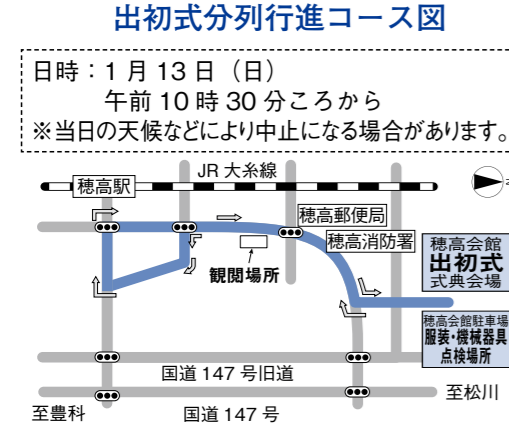 出初式分列行進コース図
日時：1月13日（日）
午前10時30分ころから
※当日の天候などにより中止になる場合があります。
JR大糸線
穂高駅
穂高郵便局
穂高消防署
観閲場所
穂高会館
出初式
式典会場
穂高会館駐車場
服装・機械器具
点検場所
国道147号旧道
至松川
至豊科
国道147号